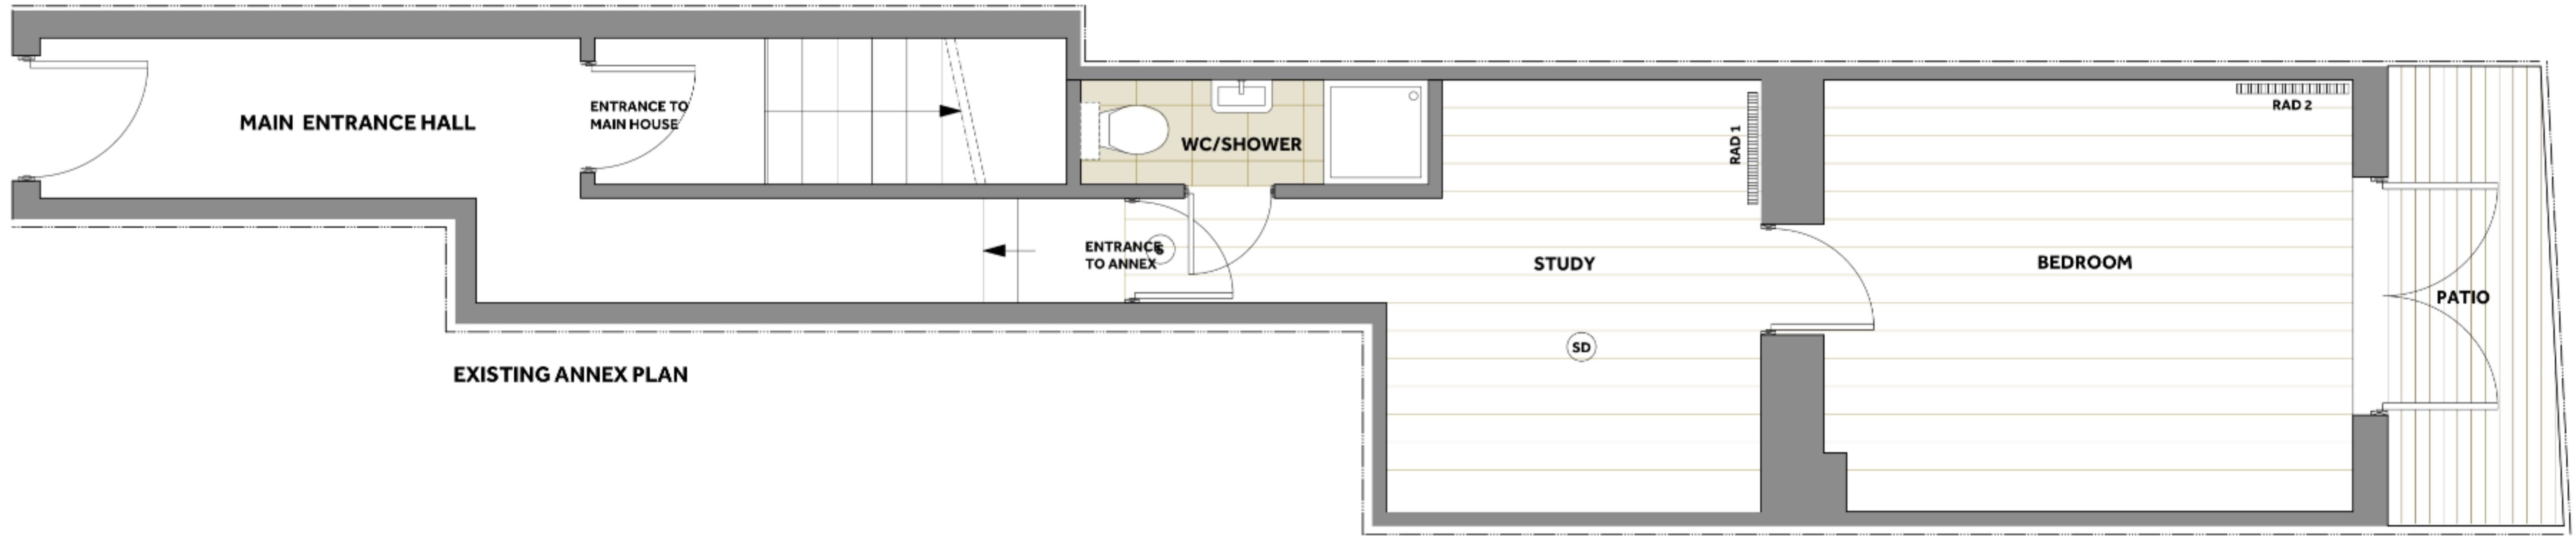 MAIN ENTRANCE HALL
ENTRANCE TO
MAIN HOUSE
WC/SHOWER
RAD 1
RAD 2
ENTRANCE
TO ANNEX
STUDY
BEDROOM
PATIO
SD
EXISTING ANNEX PLAN